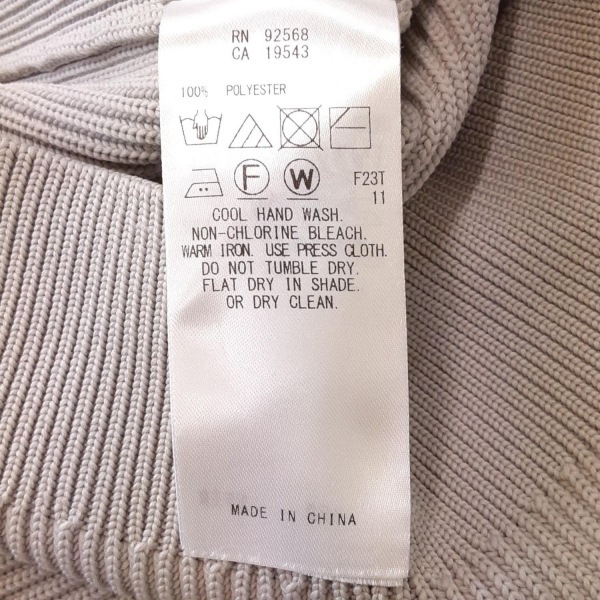 RN 92568
CA 19543
100% POLYESTER
F W F23T
11
COOL HAND WASH.
NON-CHLORINE BLEACH.
WARM IRON. USE PRESS CLOTH.
DO NOT TUMBLE DRY.
FLAT DRY IN SHADE.
OR DRY CLEAN.
MADE IN CHINA